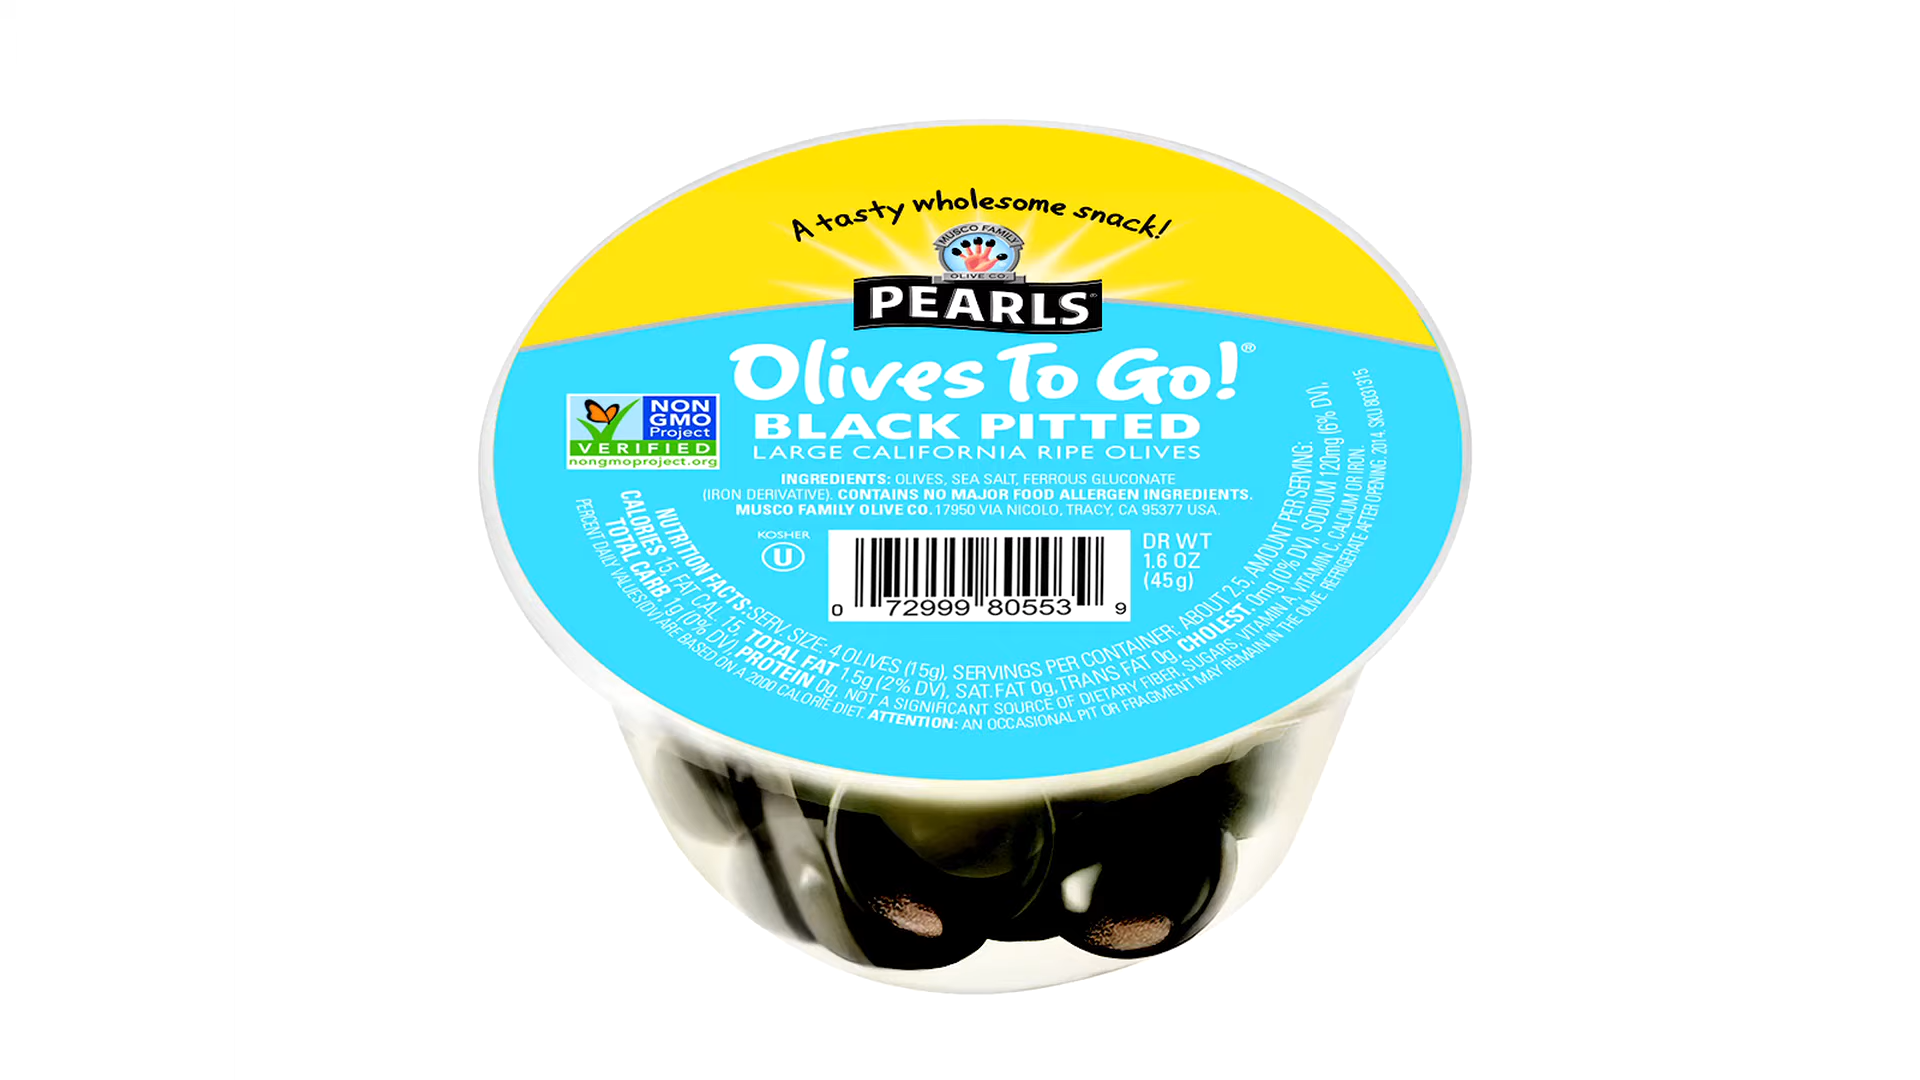 A tasty wholesome snack!
MUSCO FAMILY
OLIVE CO.
PEARLS®
Olives To Go!®
BLACK PITTED
LARGE CALIFORNIA RIPE OLIVES
NON
GMO
Project
VERIFIED
nongmoproject.org
INGREDIENTS: OLIVES, SEA SALT, FERROUS GLUCONATE
(IRON DERIVATIVE). CONTAINS NO MAJOR FOOD ALLERGEN INGREDIENTS.
MUSCO FAMILY OLIVE CO. 17950 VIA NICOLO, TRACY, CA 95377 USA.
KOSHER
U
DR WT
1.6 OZ
(45g)
0 72999 80553 9
NUTRITION FACTS: SERV. SIZE: 4 OLIVES (15g), SERVINGS PER CONTAINER: ABOUT 2.5, AMOUNT PER SERVING:
CALORIES 15, FAT CAL. 15, TOTAL FAT 1.5g (2% DV), SAT. FAT 0g, TRANS FAT 0g, CHOLEST. 0mg (0% DV), SODIUM 120mg (6% DV),
TOTAL CARB. 1g (0% DV), PROTEIN 0g. NOT A SIGNIFICANT SOURCE OF DIETARY FIBER, SUGARS, VITAMIN A, VITAMIN C, CALCIUM OR IRON.
PERCENT DAILY VALUES (DV) ARE BASED ON A 2000 CALORIE DIET. ATTENTION: AN OCCASIONAL PIT OR FRAGMENT MAY REMAIN IN THE OLIVE. REFRIGERATE AFTER OPENING. 2014. SKU 8031315